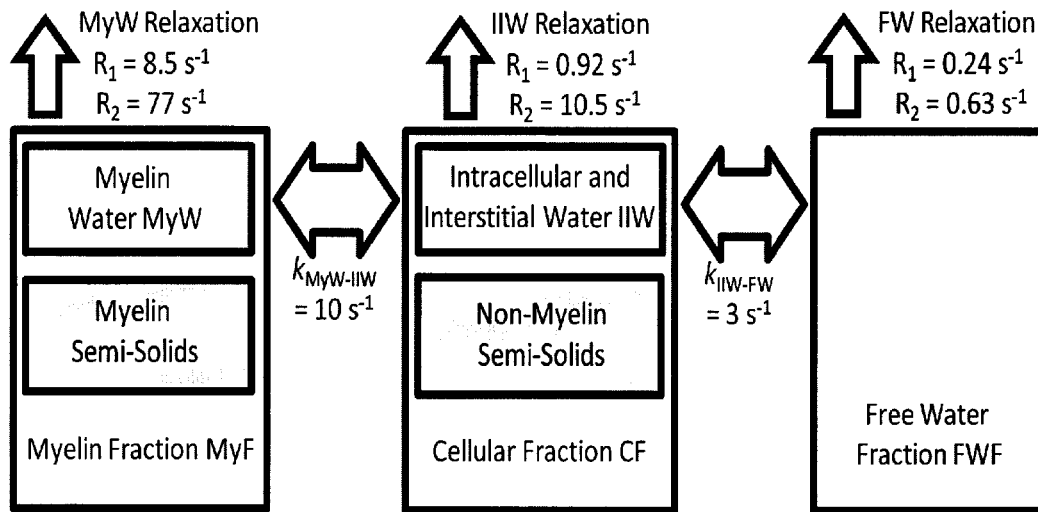 MyW Relaxation
R₁ = 8.5 s⁻¹
R₂ = 77 s⁻¹
IIW Relaxation
R₁ = 0.92 s⁻¹
R₂ = 10.5 s⁻¹
FW Relaxation
R₁ = 0.24 s⁻¹
R₂ = 0.63 s⁻¹
Myelin
Water MyW
Intracellular and
Interstitial Water IIW
k_MyW-IIW
= 10 s⁻¹
k_IIW-FW
= 3 s⁻¹
Myelin
Semi-Solids
Non-Myelin
Semi-Solids
Myelin Fraction MyF
Cellular Fraction CF
Free Water
Fraction FWF